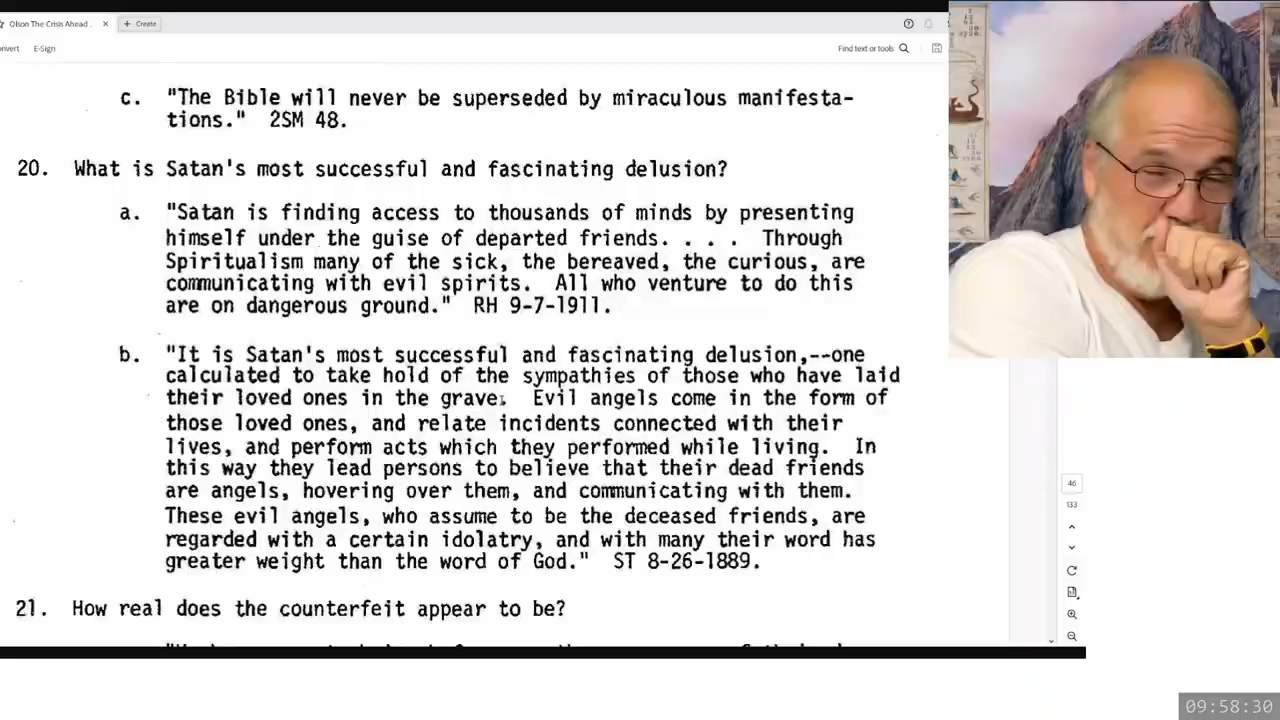 Olson The Crisis Ahead
Create
E-Sign
Find text or tools
c. "The Bible will never be superseded by miraculous manifesta-
tions." 2SM 48.
20. What is Satan's most successful and fascinating delusion?
a. "Satan is finding access to thousands of minds by presenting
himself under the guise of departed friends. . . . Through
Spiritualism many of the sick, the bereaved, the curious, are
communicating with evil spirits. All who venture to do this
are on dangerous ground." RH 9-7-1911.
b. "It is Satan's most successful and fascinating delusion,--one
calculated to take hold of the sympathies of those who have laid
their loved ones in the grave. Evil angels come in the form of
those loved ones, and relate incidents connected with their
lives, and perform acts which they performed while living. In
this way they lead persons to believe that their dead friends
are angels, hovering over them, and communicating with them.
These evil angels, who assume to be the deceased friends, are
regarded with a certain idolatry, and with many their word has
greater weight than the word of God." ST 8-26-1889.
21. How real does the counterfeit appear to be?
46
133
09:58:30